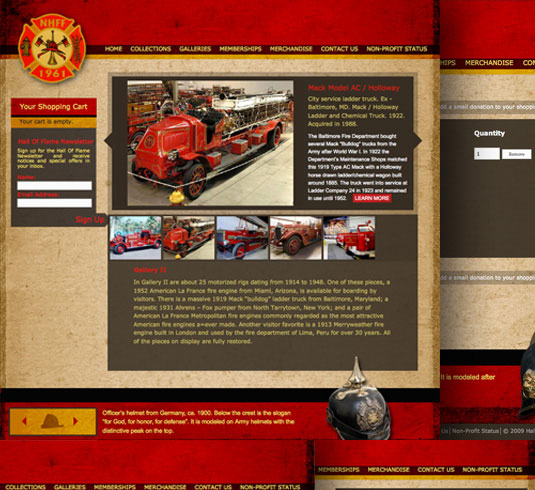 NHFF
1961
HOME COLLECTIONS GALLERIES MEMBERSHIPS MERCHANDISE CONTACT US NON-PROFIT STATUS
Your Shopping Cart
Your cart is empty.
Hall Of Flame Newsletter
Sign up for the Hall Of Flame
Newsletter and receive
notices and special offers in
your inbox.
Name:
Email Address:
Sign Up
Mack Model AC / Holloway
City service ladder truck. Ex -
Baltimore, MD. Mack / Holloway
Ladder and Chemical Truck. 1922.
Acquired in 1988.
The Baltimore Fire Department bought
several Mack "Bulldog" trucks from the
Army after World War I. In 1922 the
Department's Maintenance Shops matched
this 1919 Type AC Mack with a Holloway
horse drawn ladder/chemical wagon built
around 1885. The truck went into service at
Ladder Company 24 in 1923 and remained
in use until 1952. LEARN MORE
Gallery II
In Gallery II are about 25 motorized rigs dating from 1914 to 1948. One of these pieces, a
1952 American La France fire engine from Miami, Arizona, is available for boarding by
visitors. There is a massive 1919 Mack "bulldog" ladder truck from Baltimore, Maryland; a
majestic 1931 Ahrens – Fox pumper from North Tarrytown, New York; and a pair of
American La France Metropolitan fire engines commonly regarded as the most attractive
American fire engines a=ever made. Another visitor favorite is a 1913 Merryweather fire
engine built in London and used by the fire department of Lima, Peru for over 30 years. All
of the pieces on display are fully restored.
Officer's helmet from Germany, ca. 1900. Below the crest is the slogan
"for God, for honor, for defense". It is modeled on Army helmets with the
distinctive peak on the top.
HIPS MERCHANDISE CON
add a small donation to your shoppi
Quantity
1
add a small donation to your shoppi
It is modeled after
Us | Non-Profit Status | © 2009 Hal
COLLECTIONS GALLERIES MEMBERSHIPS MERCHANDISE CONTACT US NON-PROFIT STATUS
MEMBERSHIPS MERCHANDISE CONTACT US NON-PROFIT STATUS